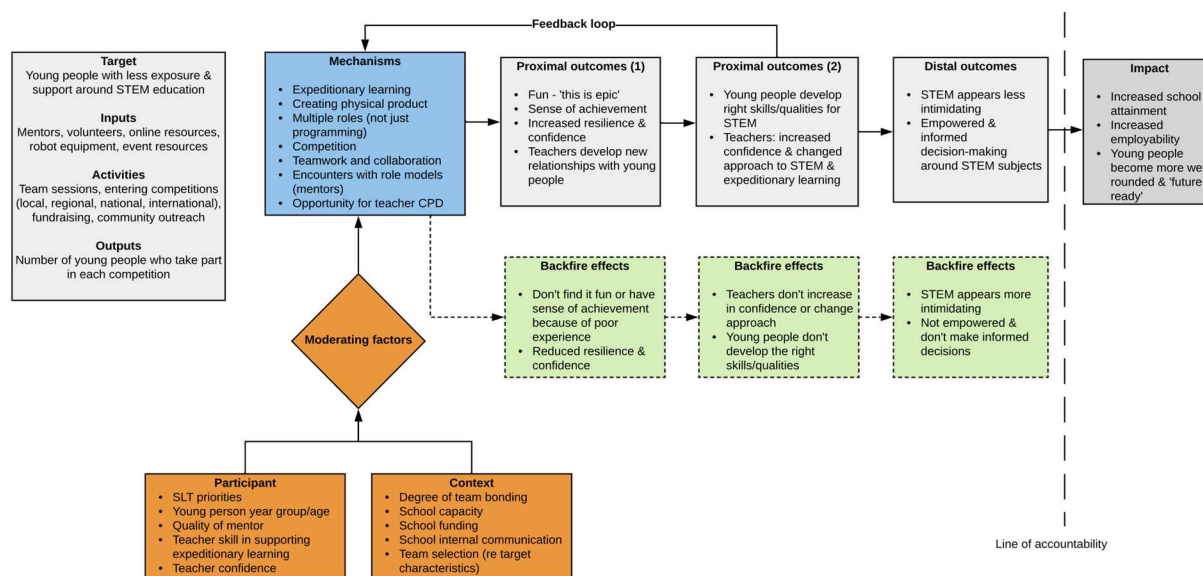 Feedback loop
Target
Young people with less exposure &
support around STEM education
Inputs
Mentors, volunteers, online resources,
robot equipment, event resources
Activities
Team sessions, entering competitions
(local, regional, national, international),
fundraising, community outreach
Outputs
Number of young people who take part
in each competition
Mechanisms
• Expeditionary learning
• Creating physical product
• Multiple roles (not just
programming)
• Competition
• Teamwork and collaboration
• Encounters with role models
(mentors)
• Opportunity for teacher CPD
Proximal outcomes (1)
• Fun - 'this is epic'
• Sense of achievement
• Increased resilience &
confidence
• Teachers develop new
relationships with young
people
Proximal outcomes (2)
• Young people develop
right skills/qualities for
STEM
• Teachers: increased
confidence & changed
approach to STEM &
expeditionary learning
Distal outcomes
• STEM appears less
intimidating
• Empowered &
informed
decision-making
around STEM subjects
Impact
• Increased school
attainment
• Increased
employability
• Young people
become more we
rounded & 'future
ready'
Backfire effects
• Don't find it fun or have
sense of achievement
because of poor
experience
• Reduced resilience &
confidence
Backfire effects
• Teachers don't increase
in confidence or change
approach
• Young people don't
develop the right
skills/qualities
Backfire effects
• STEM appears more
intimidating
• Not empowered &
don't make informed
decisions
Moderating factors
Participant
• SLT priorities
• Young person year group/age
• Quality of mentor
• Teacher skill in supporting
expeditionary learning
• Teacher confidence
Context
• Degree of team bonding
• School capacity
• School funding
• School internal communication
• Team selection (re target
characteristics)
Line of accountability